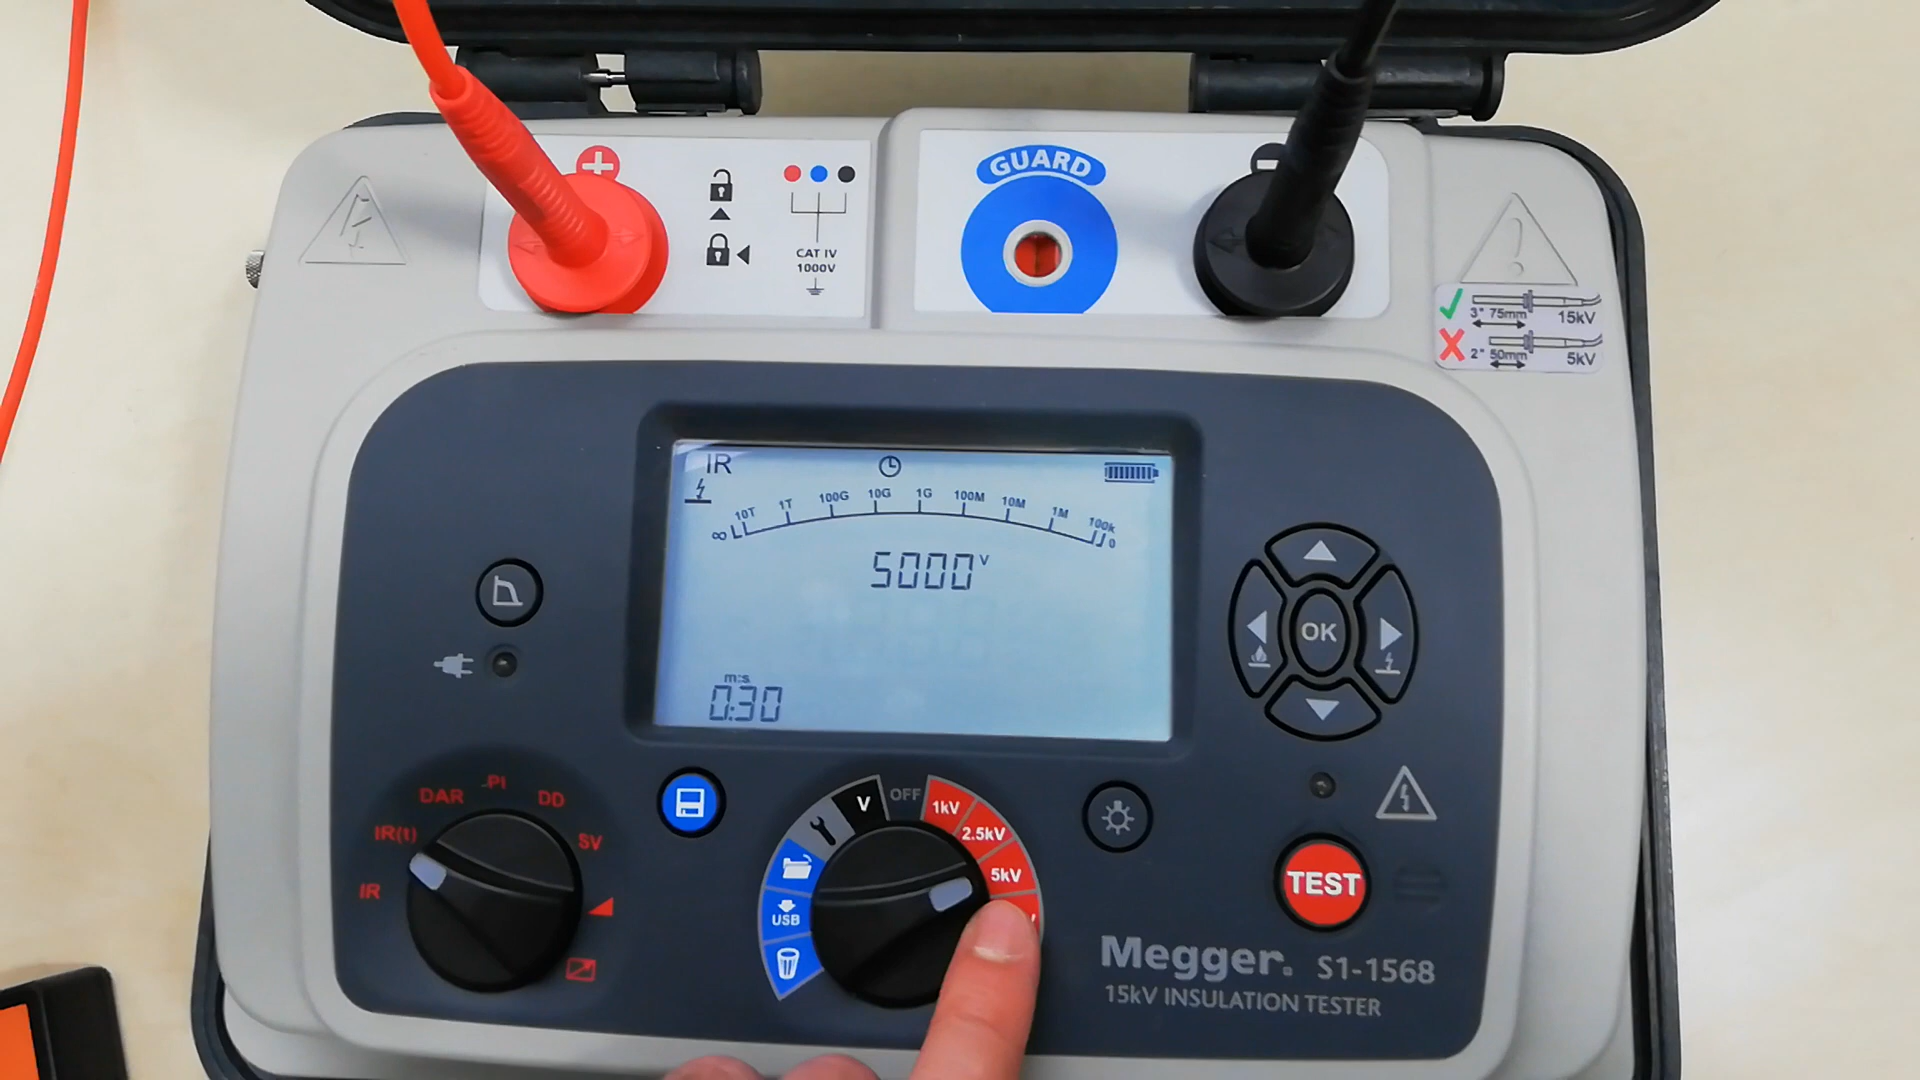 +
GUARD
-
CAT IV
1000V
3" 75mm 15kV
2" 50mm 5kV
IR
∞ 10T 1T 100G 10G 1G 100M 10M 1M 100k 0
5000 V
m:s
0:30
OK
IR
IR(t)
DAR
PI
DD
SV
USB
V
OFF
1kV
2.5kV
5kV
TEST
Megger. S1-1568
15kV INSULATION TESTER